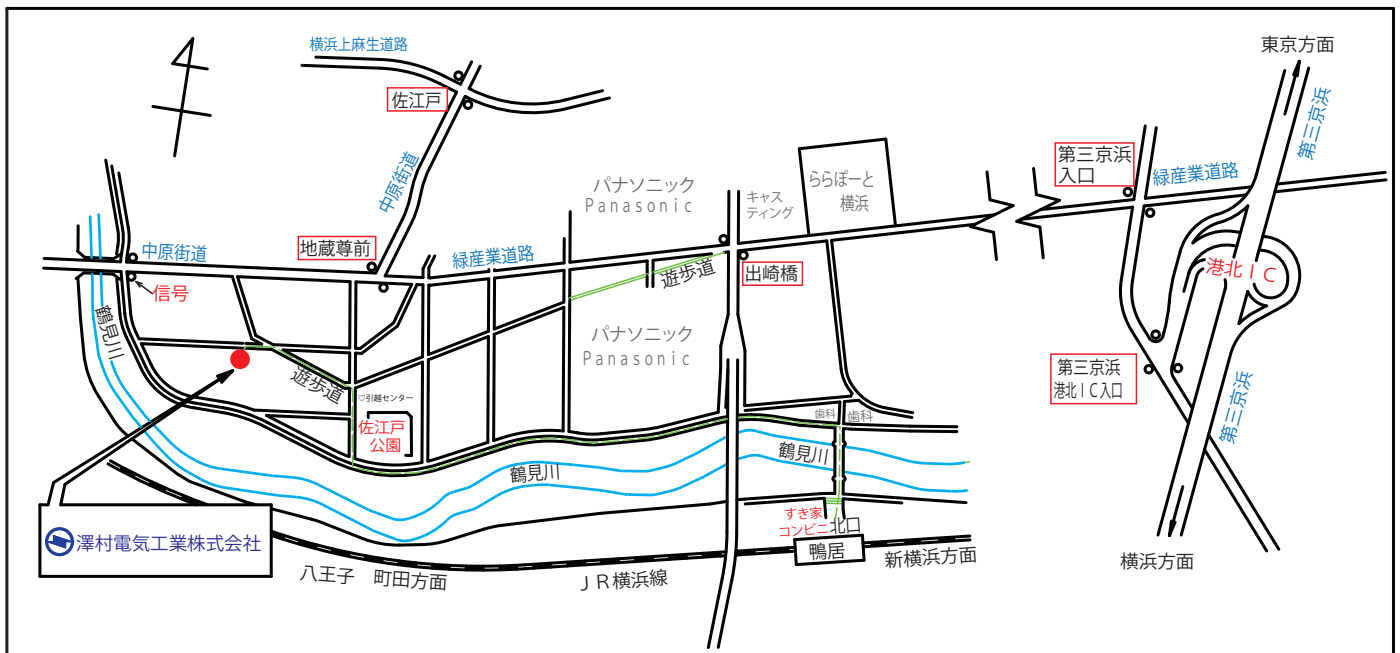 横浜上麻生道路
東京方面
佐江戸
第三京浜
中原街道
第三京浜
入口
緑産業道路
パナソニック
Panasonic
キャス
ティング
ららぽーと
横浜
中原街道
地蔵尊前
緑産業道路
遊歩道
出崎橋
港北IC
信号
鶴見川
パナソニック
Panasonic
遊歩道
♡引越センター
第三京浜
港北IC入口
第三京浜
佐江戸
公園
歯科
歯科
鶴見川
鶴見川
すき家
コンビニ
北口
澤村電気工業株式会社
鴨居
新横浜方面
横浜方面
八王子 町田方面
JR横浜線